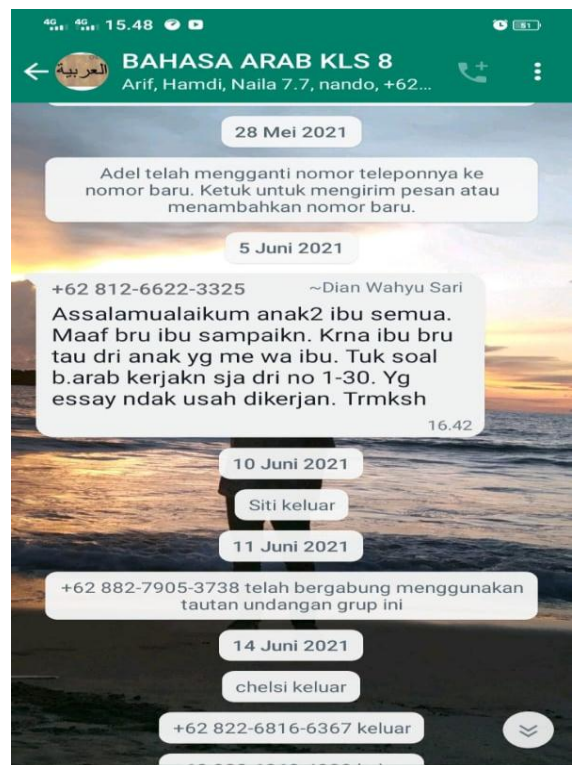 4G 4G 15.48
51
العربية
BAHASA ARAB KLS 8
Arif, Hamdi, Naila 7.7, nando, +62...
28 Mei 2021
Adel telah mengganti nomor teleponnya ke
nomor baru. Ketuk untuk mengirim pesan atau
menambahkan nomor baru.
5 Juni 2021
+62 812-6622-3325 ~Dian Wahyu Sari
Assalamualaikum anak2 ibu semua.
Maaf bru ibu sampaikn. Krna ibu bru
tau dri anak yg me wa ibu. Tuk soal
b.arab kerjakn sja dri no 1-30. Yg
essay ndak usah dikerjan. Trmksh
16.42
10 Juni 2021
Siti keluar
11 Juni 2021
+62 882-7905-3738 telah bergabung menggunakan
tautan undangan grup ini
14 Juni 2021
chelsi keluar
+62 822-6816-6367 keluar